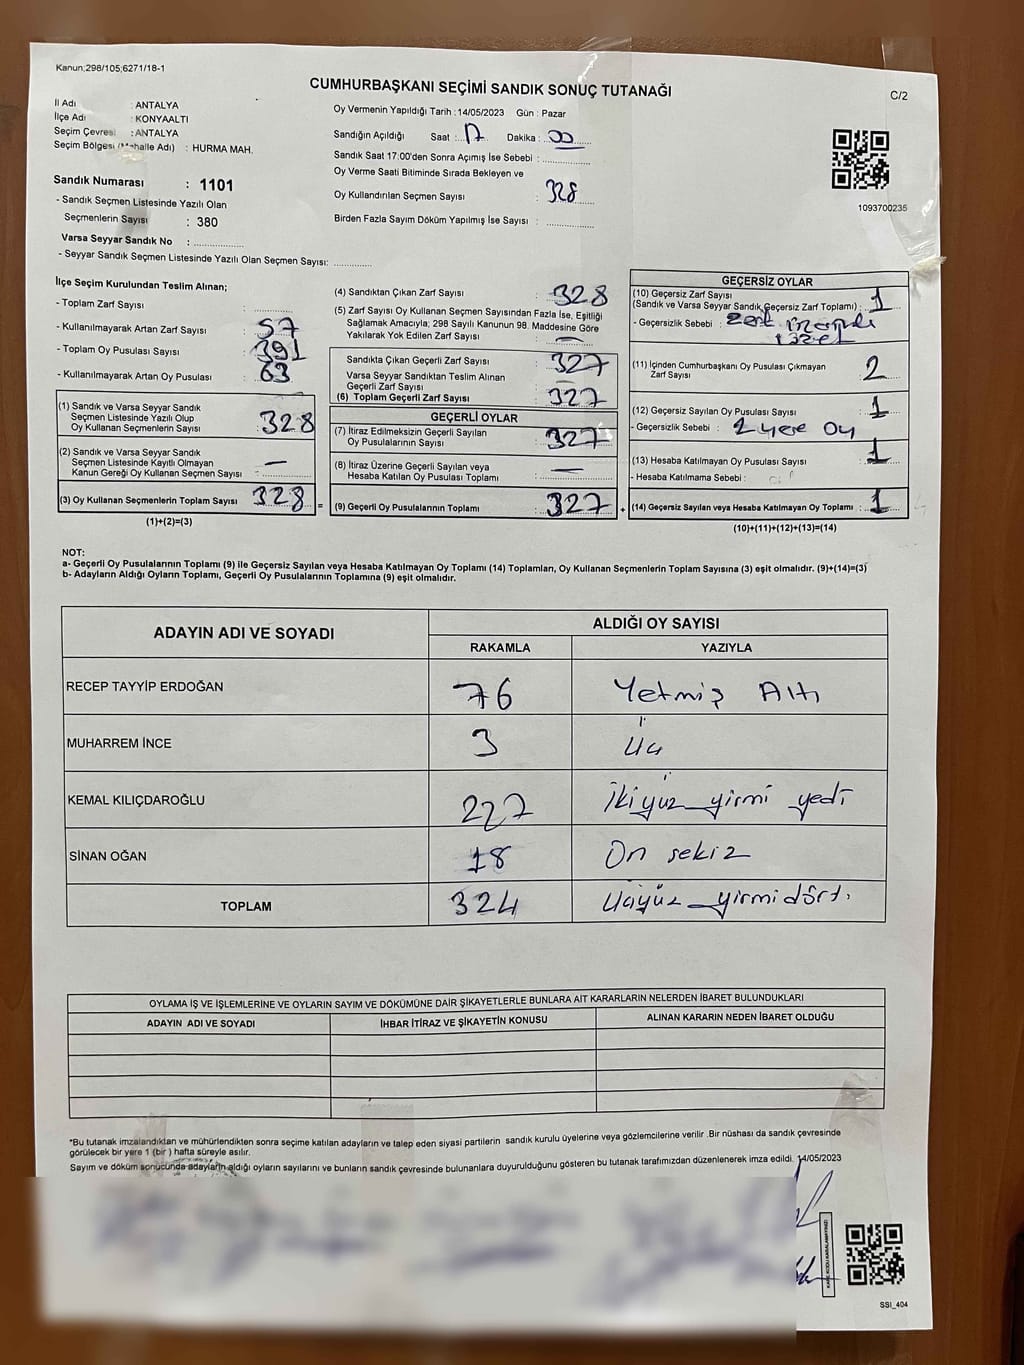 Kanun;298/105;6271/18-1
CUMHURBAŞKANI SEÇİMİ SANDIK SONUÇ TUTANAĞI
C/2
İl Adı : ANTALYA
İlçe Adı : KONYAALTI
Seçim Çevresi : ANTALYA
Seçim Bölgesi (Mahalle Adı) : HURMA MAH.
Sandık Numarası : 1101
- Sandık Seçmen Listesinde Yazılı Olan
Seçmenlerin Sayısı : 380
Varsa Seyyar Sandık No : ................
- Seyyar Sandık Seçmen Listesinde Yazılı Olan Seçmen Sayısı: ............
Oy Vermenin Yapıldığı Tarih : 14/05/2023 Gün : Pazar
Sandığın Açıldığı Saat : 17 Dakika : 00
Sandık Saat 17:00'den Sonra Açımış İse Sebebi : ................
Oy Verme Saati Bitiminde Sırada Bekleyen ve
Oy Kullandırılan Seçmen Sayısı : 328
Birden Fazla Sayım Döküm Yapılmış İse Sayısı : ................
1093700235
İlçe Seçim Kurulundan Teslim Alınan;
- Toplam Zarf Sayısı : ............
- Kullanılmayarak Artan Zarf Sayısı : 57
- Toplam Oy Pusulası Sayısı : 391
- Kullanılmayarak Artan Oy Pusulası : 63
(1) Sandık ve Varsa Seyyar Sandık
Seçmen Listesinde Yazılı Olup
Oy Kullanan Seçmenlerin Sayısı : 328
(2) Sandık ve Varsa Seyyar Sandık
Seçmen Listesinde Kayıtlı Olmayan
Kanun Gereği Oy Kullanan Seçmen Sayısı : —
(3) Oy Kullanan Seçmenlerin Toplam Sayısı : 328 =
(1)+(2)=(3)
(4) Sandıktan Çıkan Zarf Sayısı : 328
(5) Zarf Sayısı Oy Kullanan Seçmen Sayısından Fazla İse, Eşitliği
Sağlamak Amacıyla; 298 Sayılı Kanunun 98. Maddesine Göre
Yakılarak Yok Edilen Zarf Sayısı : —
Sandıkta Çıkan Geçerli Zarf Sayısı : 327
Varsa Seyyar Sandıktan Teslim Alınan
Geçerli Zarf Sayısı : —
(6) Toplam Geçerli Zarf Sayısı : 327
GEÇERLİ OYLAR
(7) İtiraz Edilmeksizin Geçerli Sayılan
Oy Pusulalarının Sayısı : 327
(8) İtiraz Üzerine Geçerli Sayılan veya
Hesaba Katılan Oy Pusulası Toplamı : —
(9) Geçerli Oy Pusulalarının Toplamı : 327 +
GEÇERSİZ OYLAR
(10) Geçersiz Zarf Sayısı
(Sandık ve Varsa Seyyar Sandık Geçersiz Zarf Toplamı) : 1
- Geçersizlik Sebebi :
(11) İçinden Cumhurbaşkanı Oy Pusulası Çıkmayan
Zarf Sayısı : 2
(12) Geçersiz Sayılan Oy Pusulası Sayısı : 1
- Geçersizlik Sebebi : 2 yere oy
(13) Hesaba Katılmayan Oy Pusulası Sayısı : 1
- Hesaba Katılmama Sebebi :
(14) Geçersiz Sayılan veya Hesaba Katılmayan Oy Toplamı : 1
(10)+(11)+(12)+(13)=(14)
NOT:
a- Geçerli Oy Pusulalarının Toplamı (9) ile Geçersiz Sayılan veya Hesaba Katılmayan Oy Toplamı (14) Toplamları, Oy Kullanan Seçmenlerin Toplam Sayısına (3) eşit olmalıdır. (9)+(14)=(3)
b- Adayların Aldığı Oyların Toplamı, Geçerli Oy Pusulalarının Toplamına (9) eşit olmalıdır.
ADAYIN ADI VE SOYADI ALDIĞI OY SAYISI
RAKAMLA YAZIYLA
RECEP TAYYİP ERDOĞAN 76 Yetmiş Altı
MUHARREM İNCE 3 Üç
KEMAL KILIÇDAROĞLU 227 İkiyüz yirmi yedi
SİNAN OĞAN 18 On sekiz
TOPLAM 324 Üçyüz yirmidört.
OYLAMA İŞ VE İŞLEMLERİNE VE OYLARIN SAYIM VE DÖKÜMÜNE DAİR ŞİKAYETLERLE BUNLARA AİT KARARLARIN NELERDEN İBARET BULUNDUKLARI
ADAYIN ADI VE SOYADI İHBAR İTİRAZ VE ŞİKAYETİN KONUSU ALINAN KARARIN NEDEN İBARET OLDUĞU
*Bu tutanak imzalandıktan ve mühürlendikten sonra seçime katılan adayların ve talep eden siyasi partilerin sandık kurulu üyelerine veya gözlemcilerine verilir .Bir nüshası da sandık çevresinde
görülecek bir yere 1 (bir ) hafta süreyle asılır.
Sayım ve döküm sonucunda adayların aldığı oyların sayılarını ve bunların sandık çevresinde bulunanlara duyurulduğunu gösteren bu tutanak tarafımızdan düzenlenerek imza edildi. 14/05/2023
SSI_404